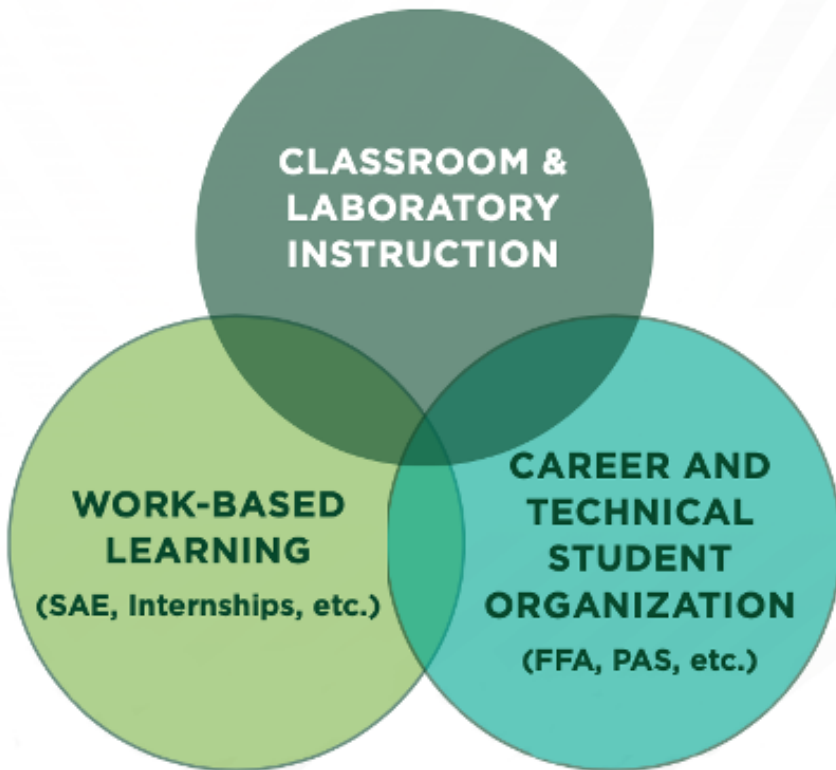 CLASSROOM &
LABORATORY
INSTRUCTION
WORK-BASED
LEARNING
(SAE, Internships, etc.)
CAREER AND
TECHNICAL
STUDENT
ORGANIZATION
(FFA, PAS, etc.)